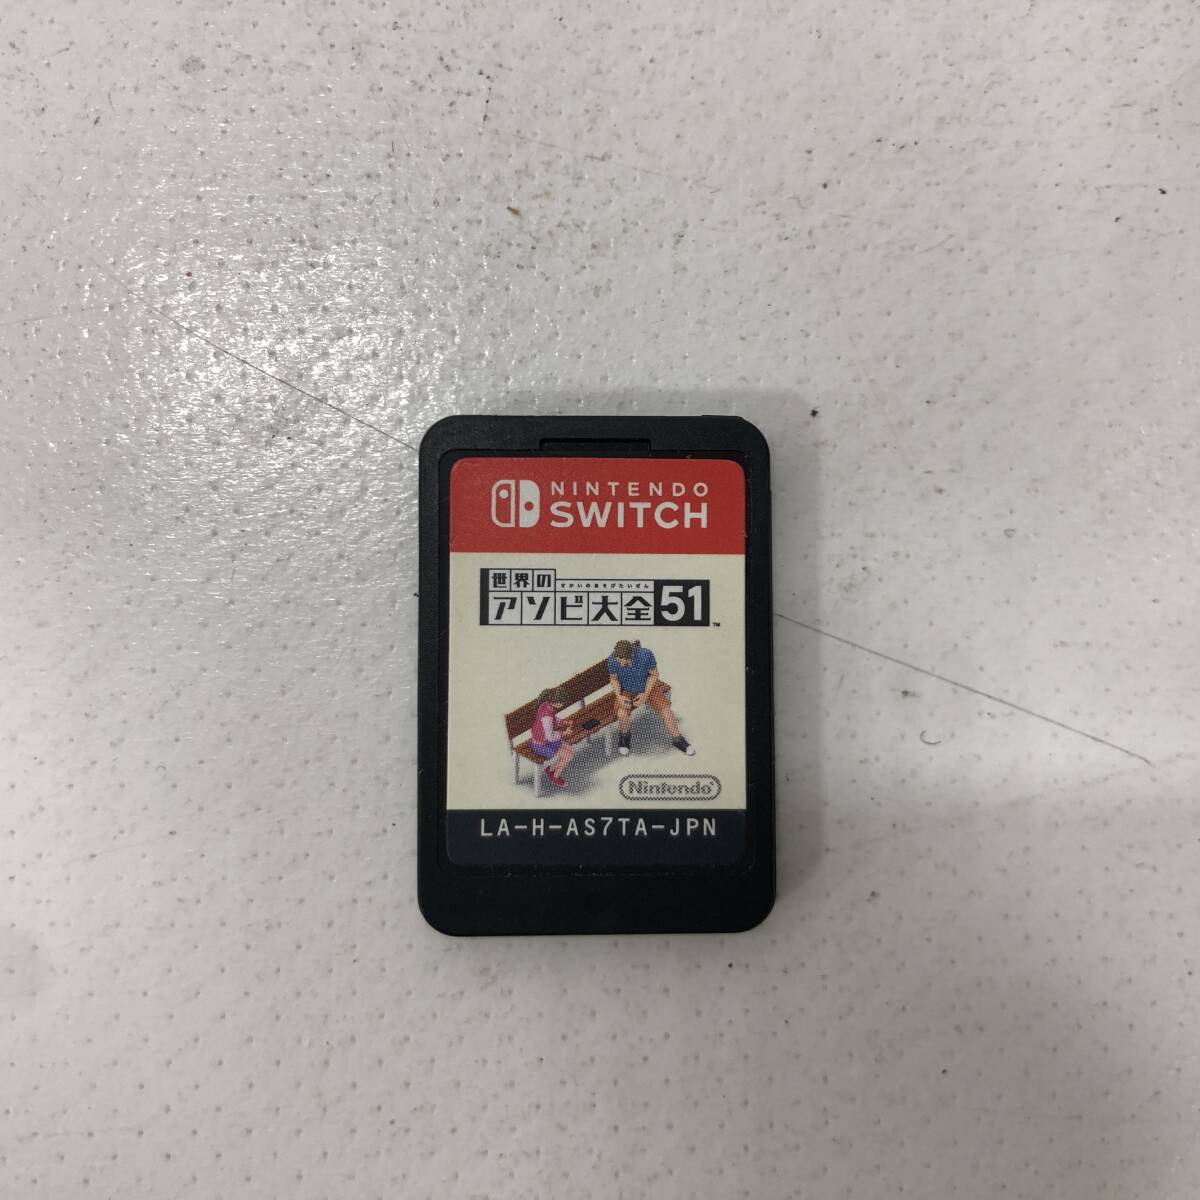 NINTENDO
SWITCH
世界の
せかいのあそびたいぜん
アソビ大全51
TM
Nintendo
LA-H-AS7TA-JPN